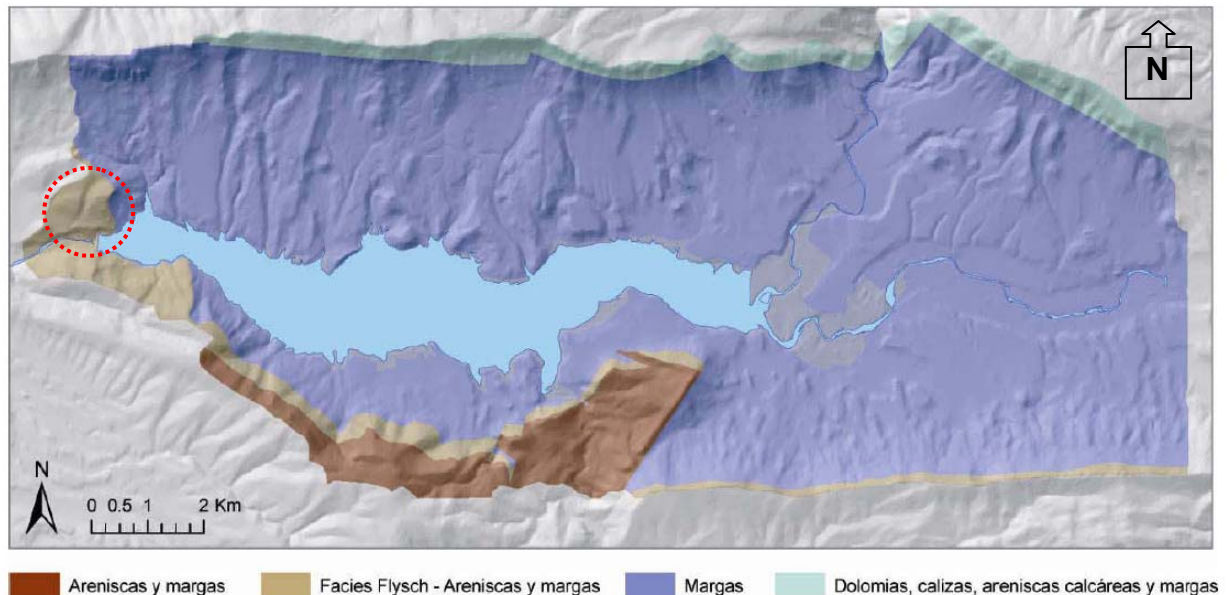 N
N
0 0.5 1 2 Km
Areniscas y margas Facies Flysch - Areniscas y margas Margas Dolomias, calizas, areniscas calcáreas y margas